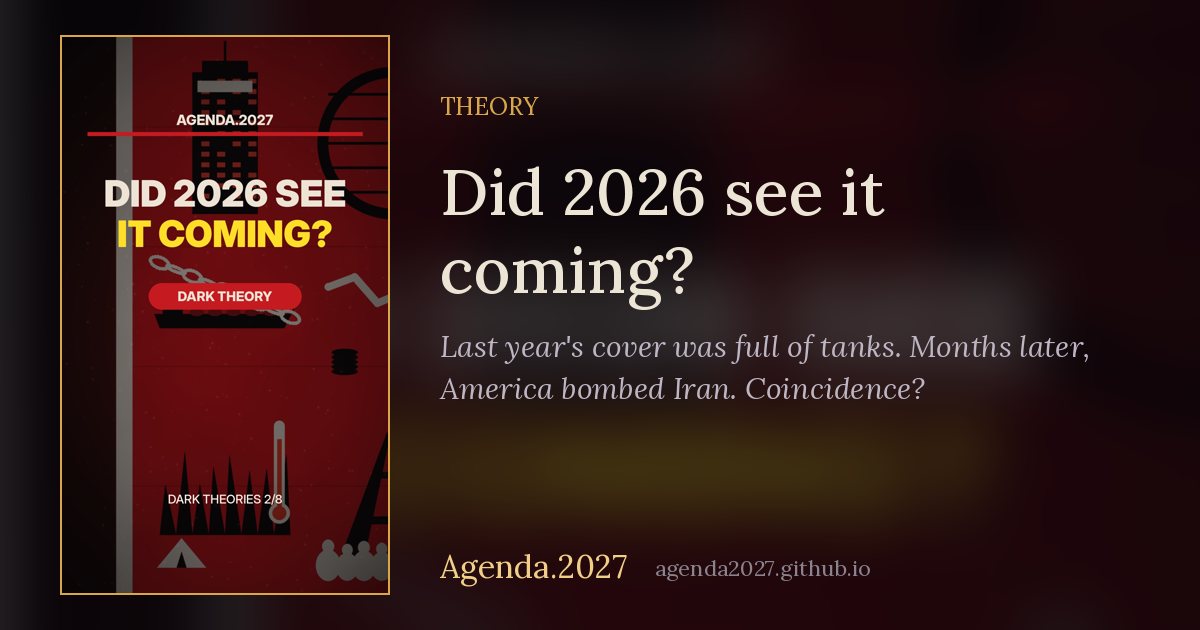 AGENDA.2027
DID 2026 SEE
IT COMING?
DARK THEORY
DARK THEORIES 2/8
THEORY
Did 2026 see it
coming?
Last year's cover was full of tanks. Months later,
America bombed Iran. Coincidence?
Agenda.2027 agenda2027.github.io